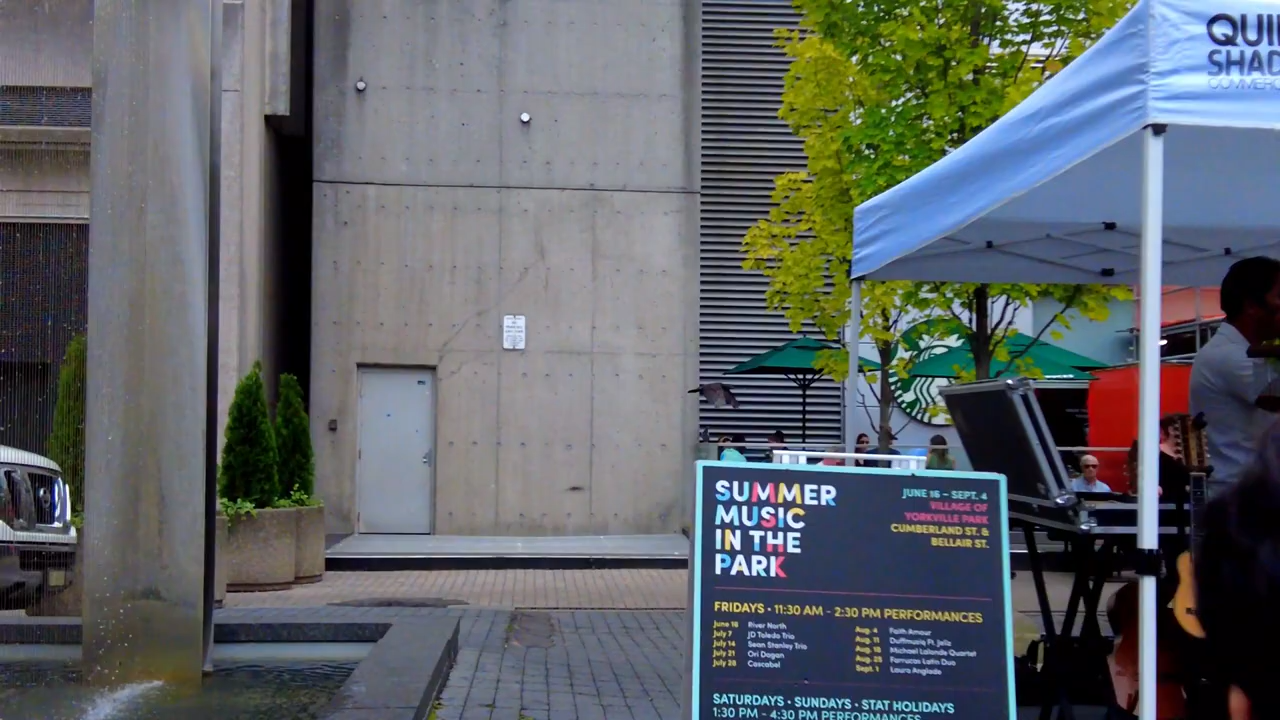 QUI
SHAD
COMMERC
SUMMER
MUSIC
IN THE
PARK
JUNE 16 – SEPT. 4
VILLAGE OF
YORKVILLE PARK
CUMBERLAND ST. &
BELLAIR ST.
FRIDAYS • 11:30 AM - 2:30 PM PERFORMANCES
June 16 River North
July 7 JD Toledo Trio
July 14 Sean Stanley Trio
July 21 Ori Dagan
July 28 Cascabel
Aug. 4 Faith Amour
Aug. 11 Duffmusiq Ft. Jeliz
Aug. 18 Michael Lalonde Quartet
Aug. 25 Farrucas Latin Duo
Sept. 1 Laura Anglade
SATURDAYS • SUNDAYS • STAT HOLIDAYS
1:30 PM - 4:30 PM PERFORMANCES